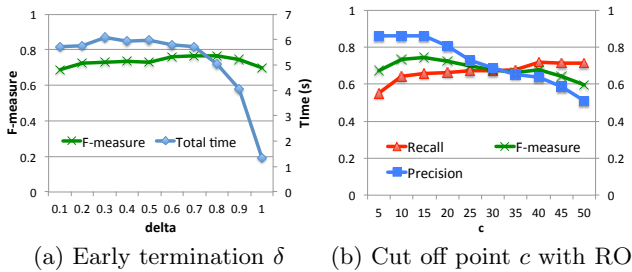 1 0.8 0.6 0.4 0.2 0
F-measure
7 6 5 4 3 2 1 0
TIme (s)
F-measure Total time
0.1 0.2 0.3 0.4 0.5 0.6 0.7 0.8 0.9 1
delta
(a) Early termination δ
1 0.8 0.6 0.4 0.2 0
1 0.8 0.6 0.4 0.2 0
Recall F-measure
Precision
5 10 15 20 25 30 35 40 45 50
c
(b) Cut off point c with RO